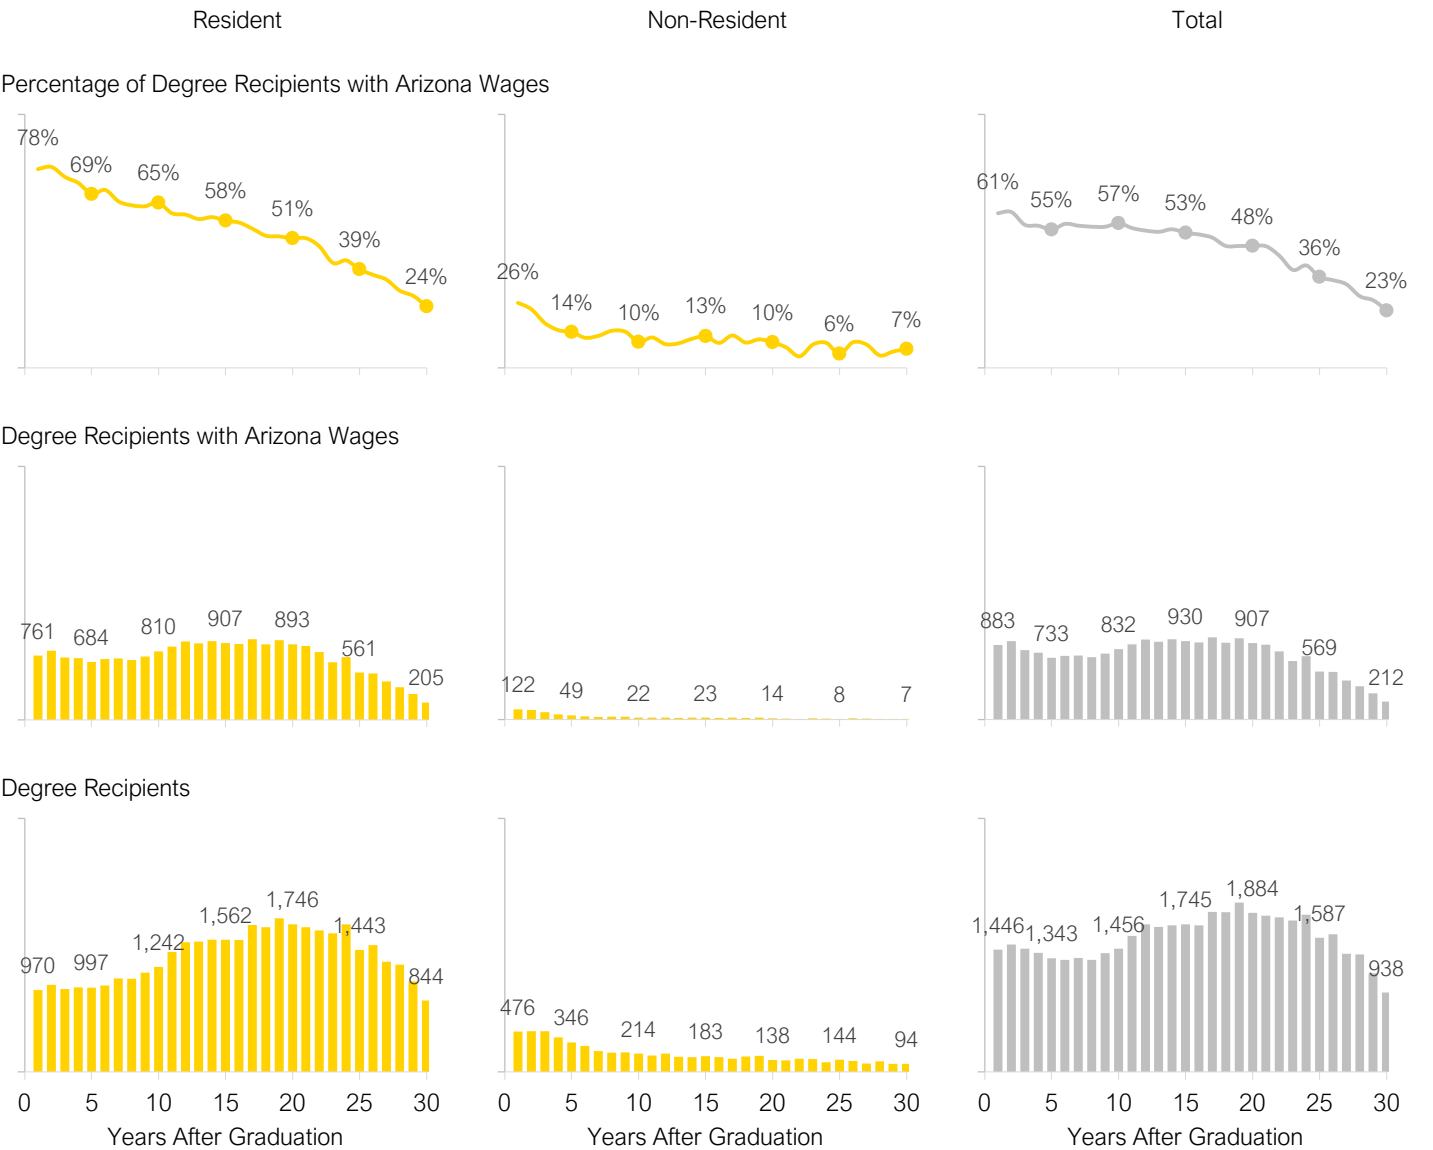 Resident Non-Resident Total
Percentage of Degree Recipients with Arizona Wages
78% 69% 65% 58% 51% 39% 24%
26% 14% 10% 13% 10% 6% 7%
61% 55% 57% 53% 48% 36% 23%
Degree Recipients with Arizona Wages
761 684 810 907 893 561 205
122 49 22 23 14 8 7
883 733 832 930 907 569 212
Degree Recipients
970 997 1,242 1,562 1,746 1,443 844
476 346 214 183 138 144 94
1,446 1,343 1,456 1,745 1,884 1,587 938
0 5 10 15 20 25 30
0 5 10 15 20 25 30
0 5 10 15 20 25 30
Years After Graduation Years After Graduation Years After Graduation